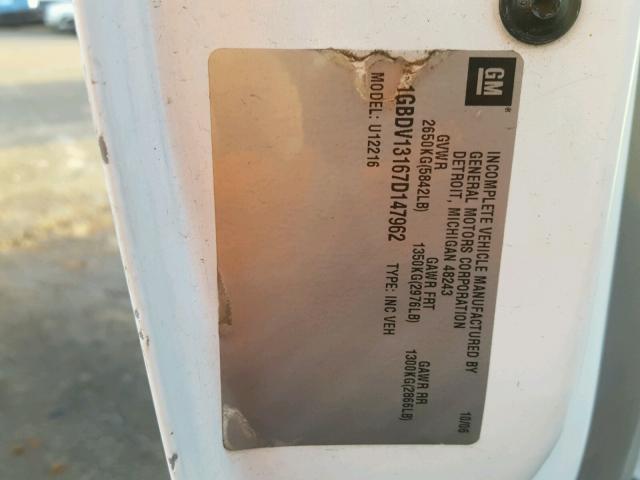 GM
INCOMPLETE VEHICLE MANUFACTURED BY
GENERAL MOTORS CORPORATION
DETROIT, MICHIGAN 48243
10/06
GVWR GAWR FRT GAWR RR
2650KG(5842LB) 1350KG(2976LB) 1300KG(2866LB)
1GBDV13167D147962 TYPE: INC VEH
MODEL: U12216